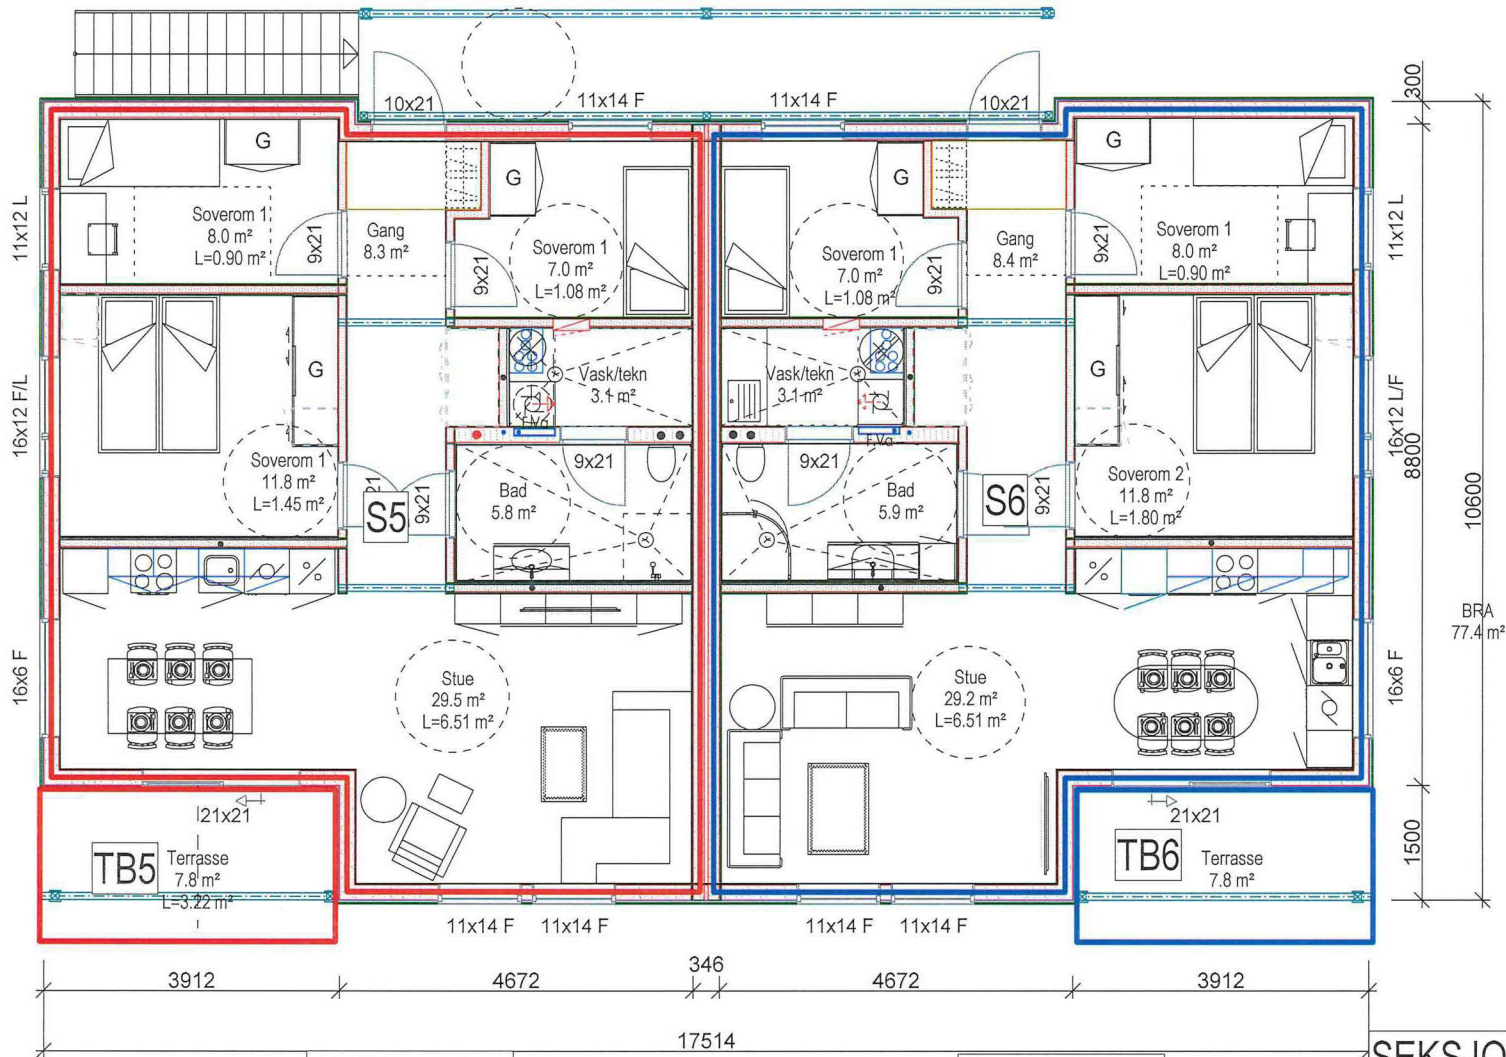 300
10x21
11x14 F
11x14 F
10x21
G
G
G
G
11x12 L
Soverom 1
8.0 m²
L=0.90 m²
9x21
Gang
8.3 m²
9x21
Soverom 1
7.0 m²
L=1.08 m²
Soverom 1
7.0 m²
L=1.08 m²
9x21
Gang
8.4 m²
9x21
Soverom 1
8.0 m²
L=0.90 m²
11x12 L
16x12 F/L
G
Vask/tekn
3.1 m²
Vask/tekn
3.1 m²
G
16x12 L/F
8800
10600
Soverom 1
11.8 m²
L=1.45 m²
S5
9x21
Bad
5.8 m²
9x21
9x21
Bad
5.9 m²
S6
9x21
Soverom 2
11.8 m²
L=1.80 m²
BRA
77.4 m²
16x6 F
Stue
29.5 m²
L=6.51 m²
Stue
29.2 m²
L=6.51 m²
16x6 F
21x21
TB5
Terrasse
7.8 m²
L=3.22 m²
21x21
TB6
Terrasse
7.8 m²
1500
11x14 F
11x14 F
11x14 F
11x14 F
3912
4672
346
4672
3912
17514